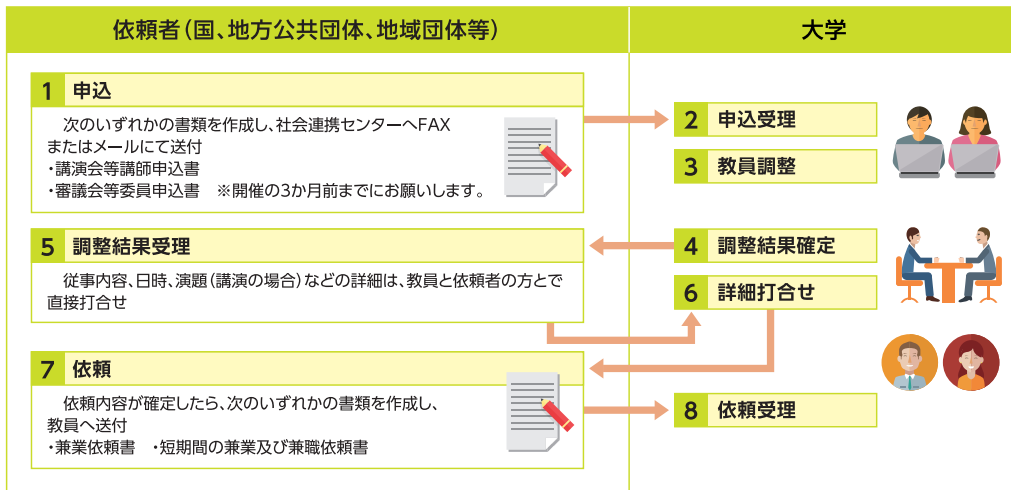 依頼者（国、地方公共団体、地域団体等）
大学
1 申込
次のいずれかの書類を作成し、社会連携センターへFAX
またはメールにて送付
・講演会等講師申込書
・審議会等委員申込書　※開催の3か月前までにお願いします。
2 申込受理
3 教員調整
4 調整結果確定
5 調整結果受理
従事内容、日時、演題（講演の場合）などの詳細は、教員と依頼者の方とで
直接打合せ
6 詳細打合せ
7 依頼
依頼内容が確定したら、次のいずれかの書類を作成し、
教員へ送付
・兼業依頼書　・短期間の兼業及び兼職依頼書
8 依頼受理